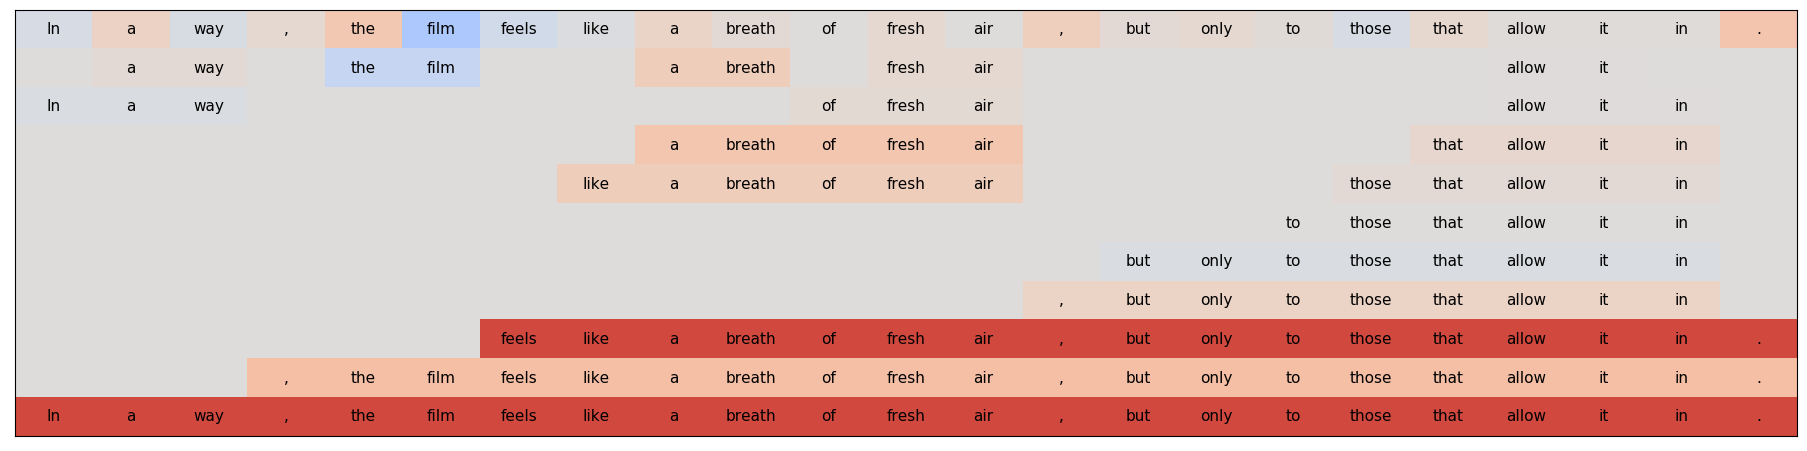 In a way , the film feels like a breath of fresh air , but only to those that allow it in .
a way the film a breath fresh air allow it
In a way of fresh air allow it in
a breath of fresh air that allow it in
like a breath of fresh air those that allow it in
to those that allow it in
but only to those that allow it in
, but only to those that allow it in
feels like a breath of fresh air , but only to those that allow it in .
, the film feels like a breath of fresh air , but only to those that allow it in .
In a way , the film feels like a breath of fresh air , but only to those that allow it in .